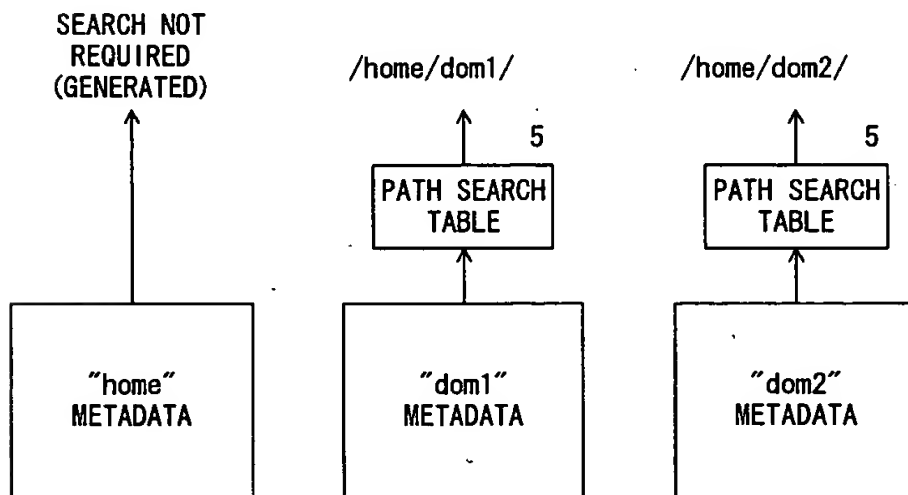 SEARCH NOT
REQUIRED
(GENERATED)
/home/dom1/
/home/dom2/
5
5
PATH SEARCH
TABLE
PATH SEARCH
TABLE
"home"
METADATA
"dom1"
METADATA
"dom2"
METADATA